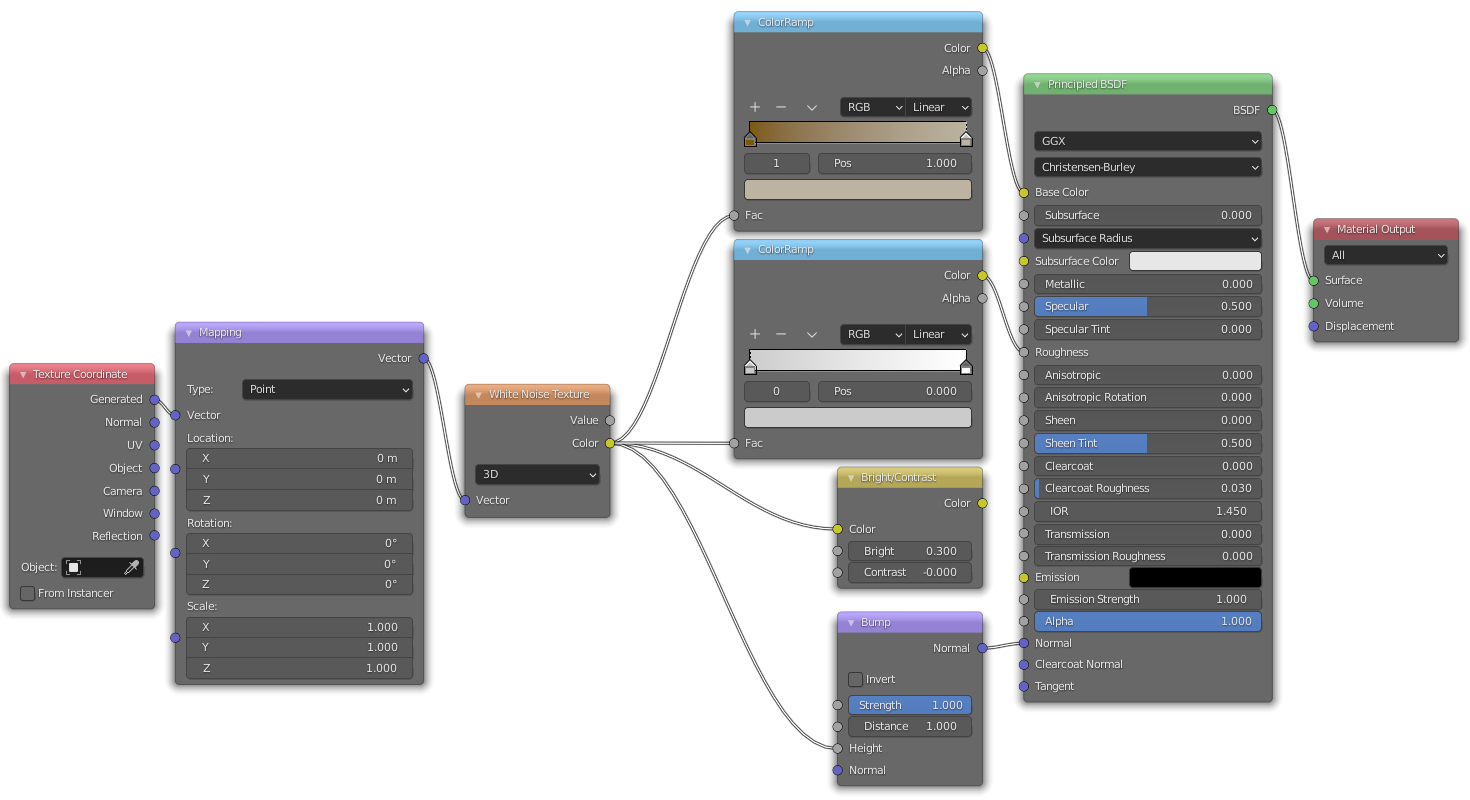 Texture Coordinate
Generated
Normal
UV
Object
Camera
Window
Reflection
Object:
From Instancer
Mapping
Vector
Type: Point
Vector
Location:
X 0 m
Y 0 m
Z 0 m
Rotation:
X 0°
Y 0°
Z 0°
Scale:
X 1.000
Y 1.000
Z 1.000
White Noise Texture
Value
Color
3D
Vector
ColorRamp
Color
Alpha
RGB Linear
1 Pos 1.000
Fac
ColorRamp
Color
Alpha
RGB Linear
0 Pos 0.000
Fac
Bright/Contrast
Color
Color
Bright 0.300
Contrast -0.000
Bump
Normal
Invert
Strength 1.000
Distance 1.000
Height
Normal
Principled BSDF
BSDF
GGX
Christensen-Burley
Base Color
Subsurface 0.000
Subsurface Radius
Subsurface Color
Metallic 0.000
Specular 0.500
Specular Tint 0.000
Roughness
Anisotropic 0.000
Anisotropic Rotation 0.000
Sheen 0.000
Sheen Tint 0.500
Clearcoat 0.000
Clearcoat Roughness 0.030
IOR 1.450
Transmission 0.000
Transmission Roughness 0.000
Emission
Emission Strength 1.000
Alpha 1.000
Normal
Clearcoat Normal
Tangent
Material Output
All
Surface
Volume
Displacement